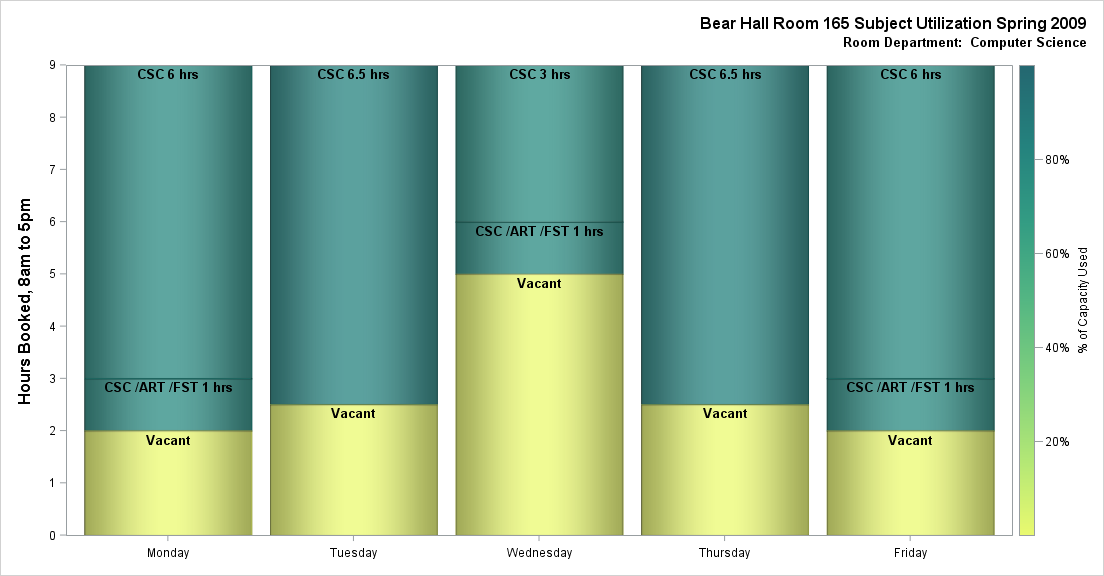 Bear Hall Room 165 Subject Utilization Spring 2009
Room Department:  Computer Science
Hours Booked, 8am to 5pm
9
8
7
6
5
4
3
2
1
0
CSC 6 hrs
CSC /ART /FST 1 hrs
Vacant
CSC 6.5 hrs
Vacant
CSC 3 hrs
CSC /ART /FST 1 hrs
Vacant
CSC 6.5 hrs
Vacant
CSC 6 hrs
CSC /ART /FST 1 hrs
Vacant
Monday
Tuesday
Wednesday
Thursday
Friday
80%
60%
40%
20%
% of Capacity Used